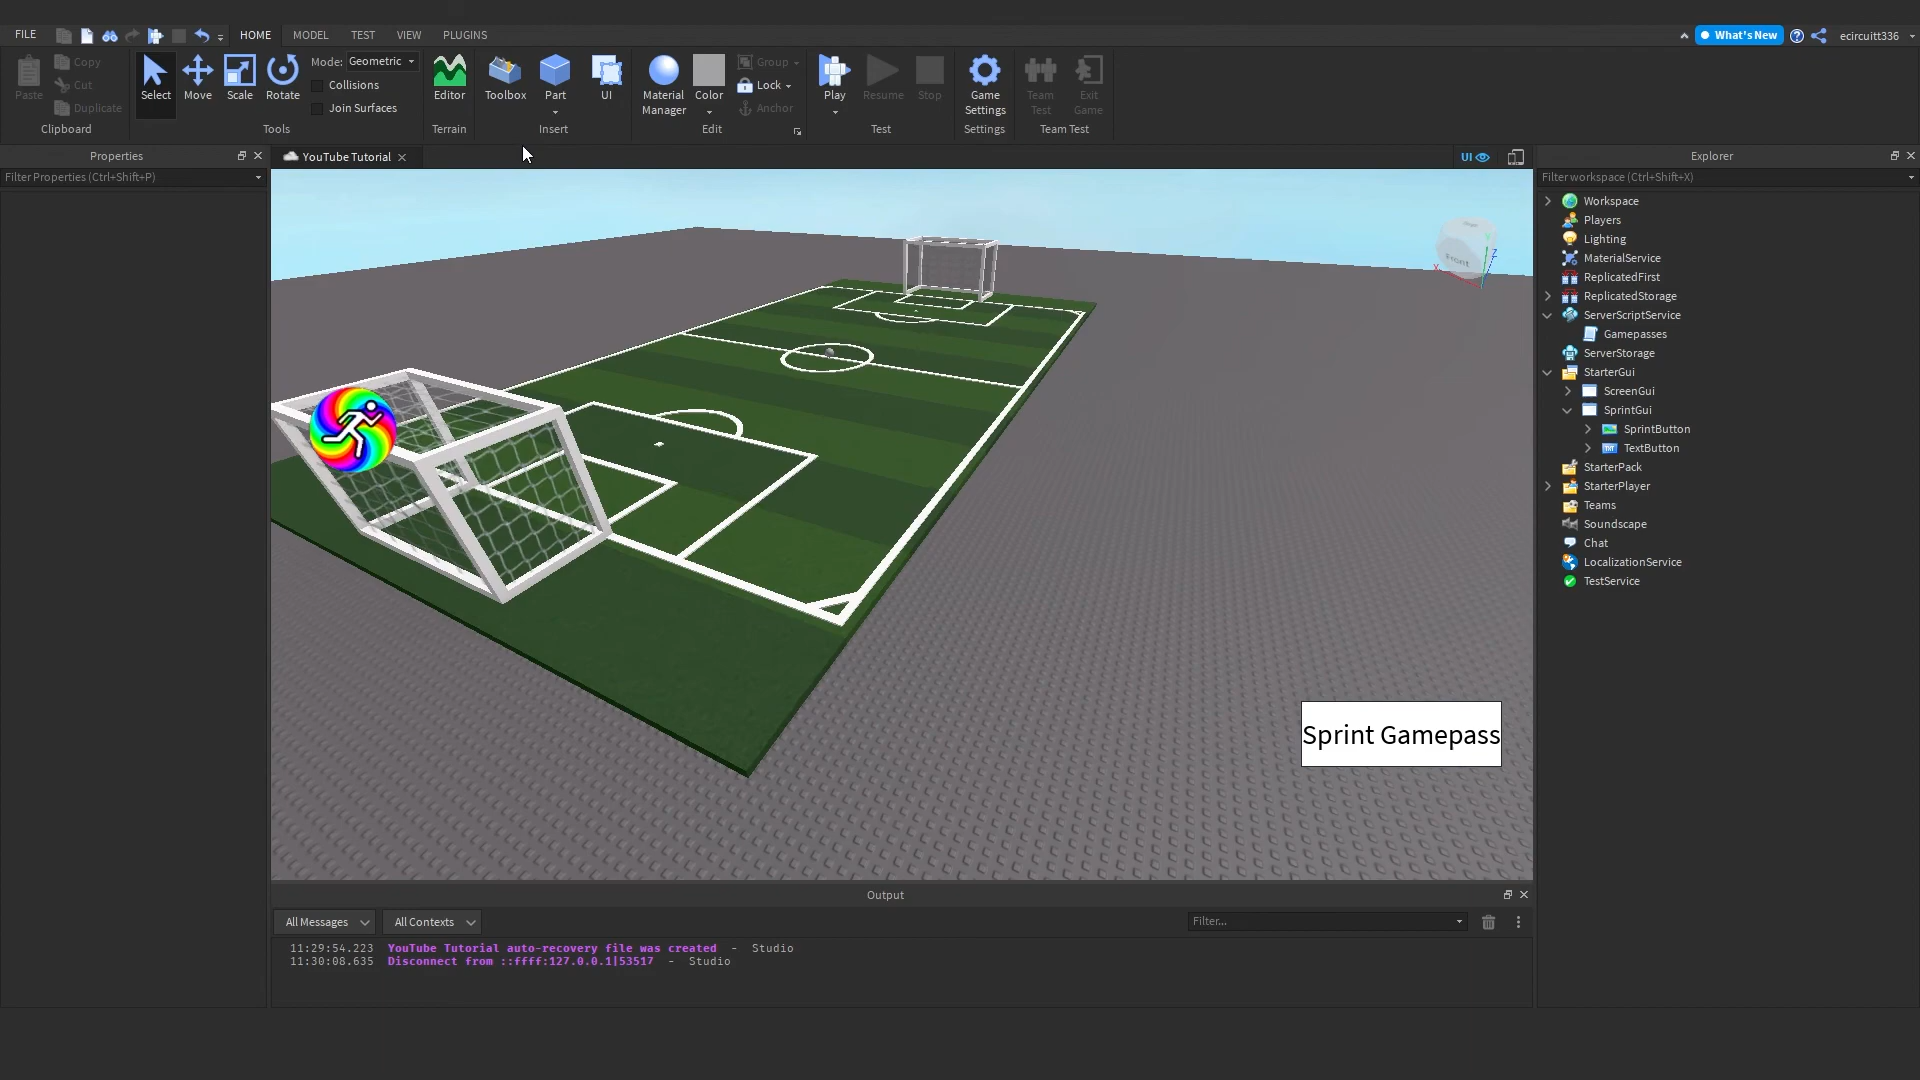 FILE HOME MODEL TEST VIEW PLUGINS What's New ecircuitt336
Paste Copy Cut Duplicate
Clipboard
Select Move Scale Rotate
Mode: Geometric
Collisions
Join Surfaces
Tools
Editor
Terrain
Toolbox Part UI
Insert
Material Manager Color
Group
Lock
Anchor
Edit
Play Resume Stop
Test
Game Settings
Settings
Team Test Exit Game
Team Test
Properties
Filter Properties (Ctrl+Shift+P)
YouTube Tutorial
UI
Front
X
Y
Z
Sprint Gamepass
Explorer
Filter workspace (Ctrl+Shift+X)
Workspace
Players
Lighting
MaterialService
ReplicatedFirst
ReplicatedStorage
ServerScriptService
Gamepasses
ServerStorage
StarterGui
ScreenGui
SprintGui
SprintButton
TextButton
StarterPack
StarterPlayer
Teams
Soundscape
Chat
LocalizationService
TestService
Output
All Messages All Contexts Filter...
11:29:54.223 YouTube Tutorial auto-recovery file was created - Studio
11:30:08.635 Disconnect from ::ffff:127.0.0.1|53517 - Studio